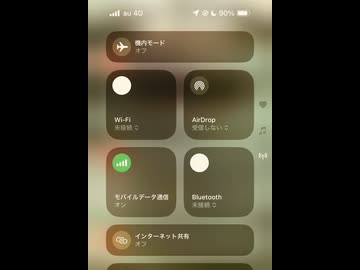 au 4G
90%
機内モード
オフ
Wi-Fi
未接続
AirDrop
受信しない
モバイルデータ通信
オン
Bluetooth
未接続
インターネット共有
オフ